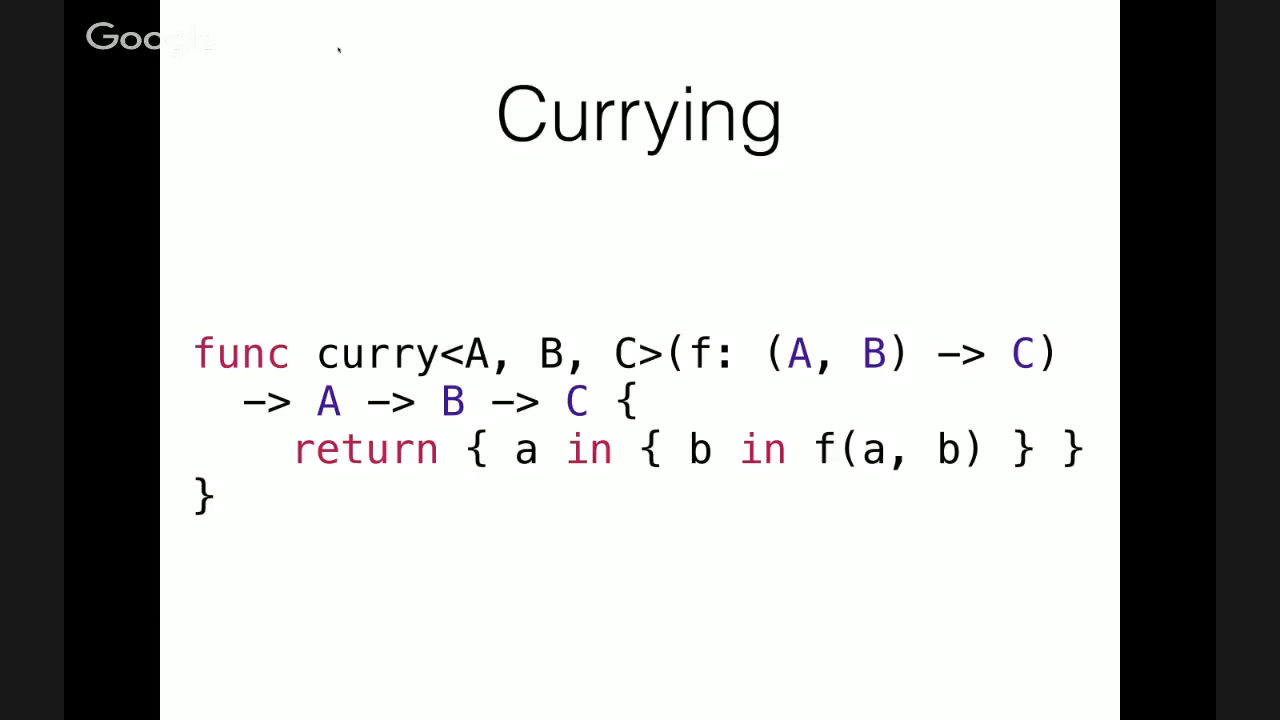 Google
Currying
func curry<A, B, C>(f: (A, B) -> C)
-> A -> B -> C {
return { a in { b in f(a, b) } }
}